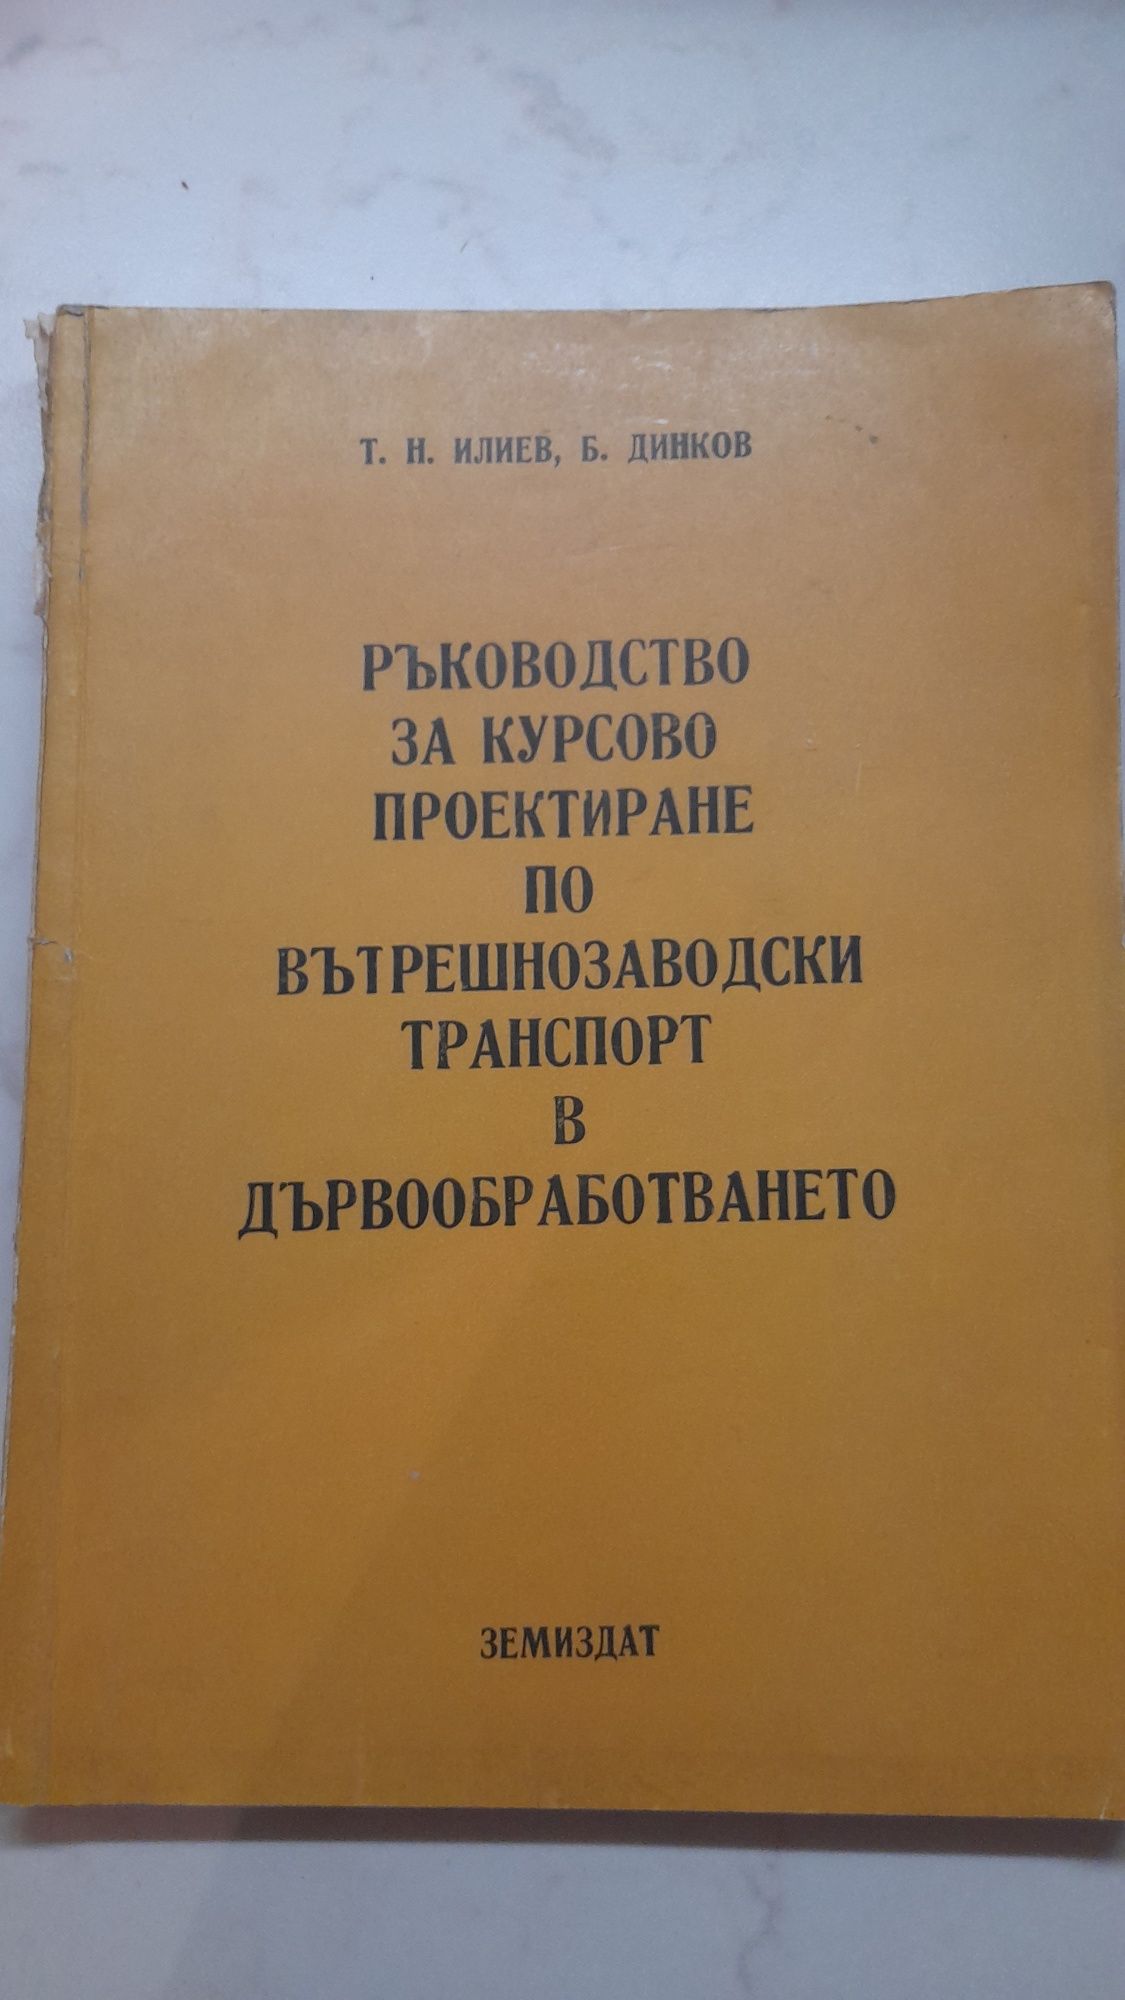 Т. Н. ИЛИЕВ, Б. ДИНКОВ
РЪКОВОДСТВО
ЗА КУРСОВО
ПРОЕКТИРАНЕ
ПО
ВЪТРЕШНОЗАВОДСКИ
ТРАНСПОРТ
В
ДЪРВООБРАБОТВАНЕТО
ЗЕМИЗДАТ